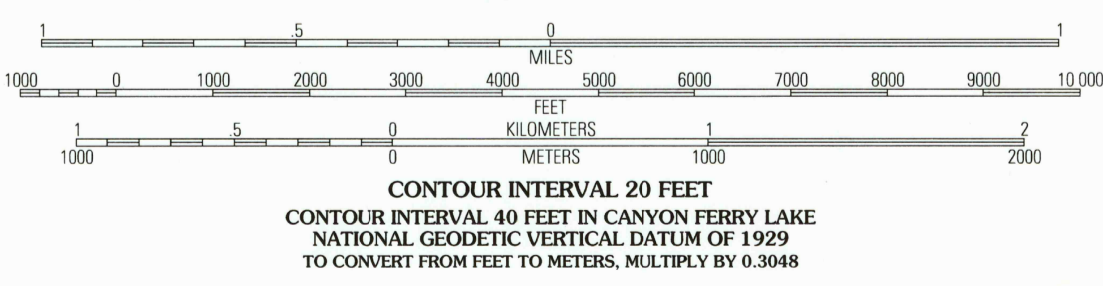 1 .5 0 1
MILES
1000 0 1000 2000 3000 4000 5000 6000 7000 8000 9000 10 000
FEET
1 .5 0 KILOMETERS 1 2
1000 0 METERS 1000 2000
CONTOUR INTERVAL 20 FEET
CONTOUR INTERVAL 40 FEET IN CANYON FERRY LAKE
NATIONAL GEODETIC VERTICAL DATUM OF 1929
TO CONVERT FROM FEET TO METERS, MULTIPLY BY 0.3048